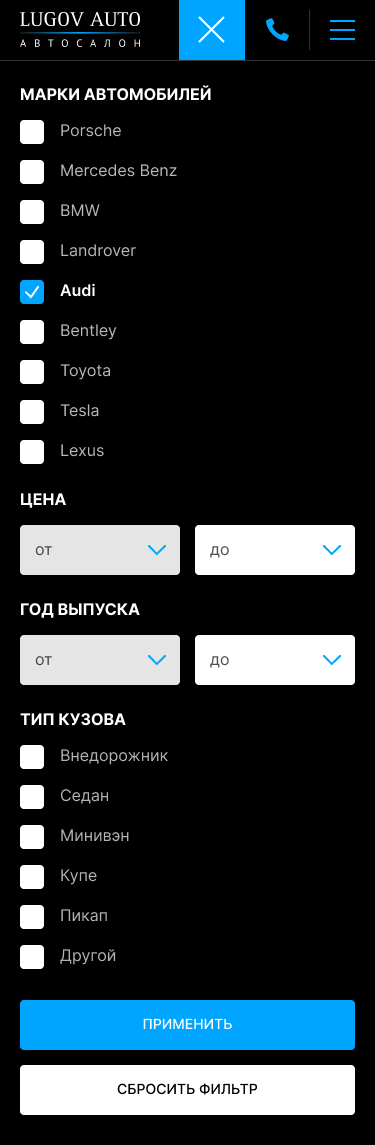 LUGOV AUTO
АВТОСАЛОН
МАРКИ АВТОМОБИЛЕЙ
Porsche
Mercedes Benz
BMW
Landrover
Audi
Bentley
Toyota
Tesla
Lexus
ЦЕНА
от до
ГОД ВЫПУСКА
от до
ТИП КУЗОВА
Внедорожник
Седан
Минивэн
Купе
Пикап
Другой
ПРИМЕНИТЬ
СБРОСИТЬ ФИЛЬТР